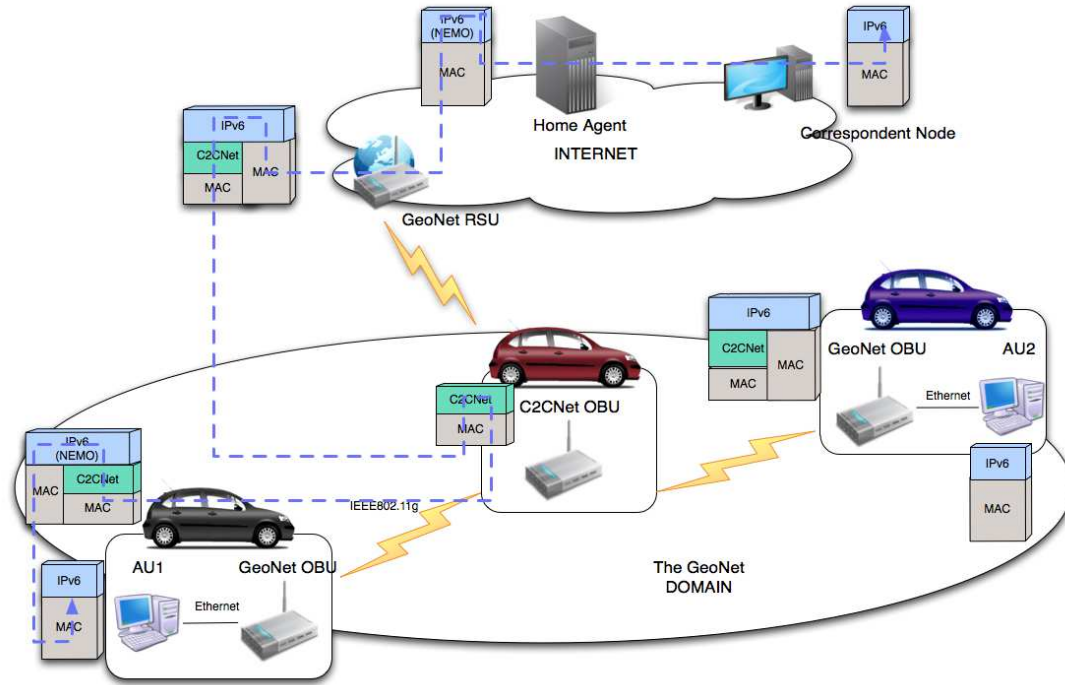 IPv6
(NEMO)
MAC
Home Agent
INTERNET
IPv6
MAC
Correspondent Node
IPv6
C2CNet
MAC
MAC
GeoNet RSU
IPv6
C2CNet
MAC
MAC
GeoNet OBU
AU2
Ethernet
IPv6
MAC
C2CNet
MAC
C2CNet OBU
IPv6
(NEMO)
MAC
C2CNet
MAC
IEEE802.11g
AU1
GeoNet OBU
Ethernet
IPv6
MAC
The GeoNet
DOMAIN